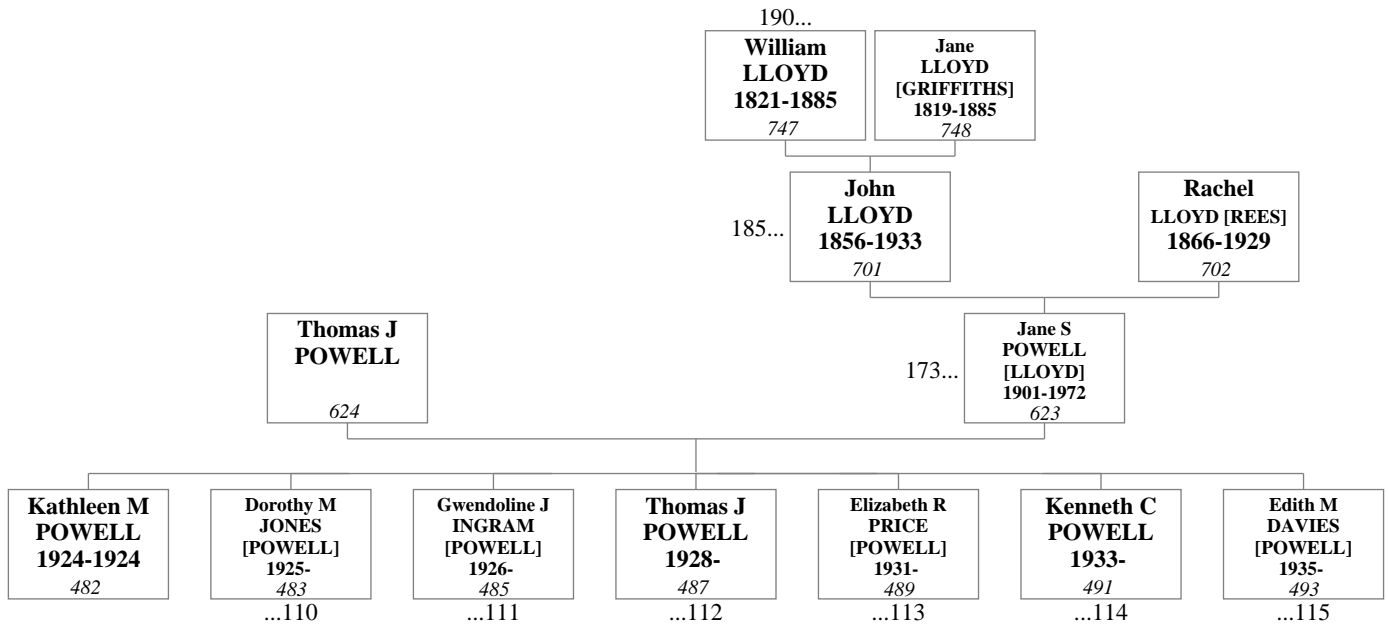 190...
William
LLOYD
1821-1885
747
Jane
LLOYD
[GRIFFITHS]
1819-1885
748
185...
John
LLOYD
1856-1933
701
Rachel
LLOYD [REES]
1866-1929
702
Thomas J
POWELL
624
173...
Jane S
POWELL
[LLOYD]
1901-1972
623
Kathleen M
POWELL
1924-1924
482
Dorothy M
JONES
[POWELL]
1925-
483
...110
Gwendoline J
INGRAM
[POWELL]
1926-
485
...111
Thomas J
POWELL
1928-
487
...112
Elizabeth R
PRICE
[POWELL]
1931-
489
...113
Kenneth C
POWELL
1933-
491
...114
Edith M
DAVIES
[POWELL]
1935-
493
...115